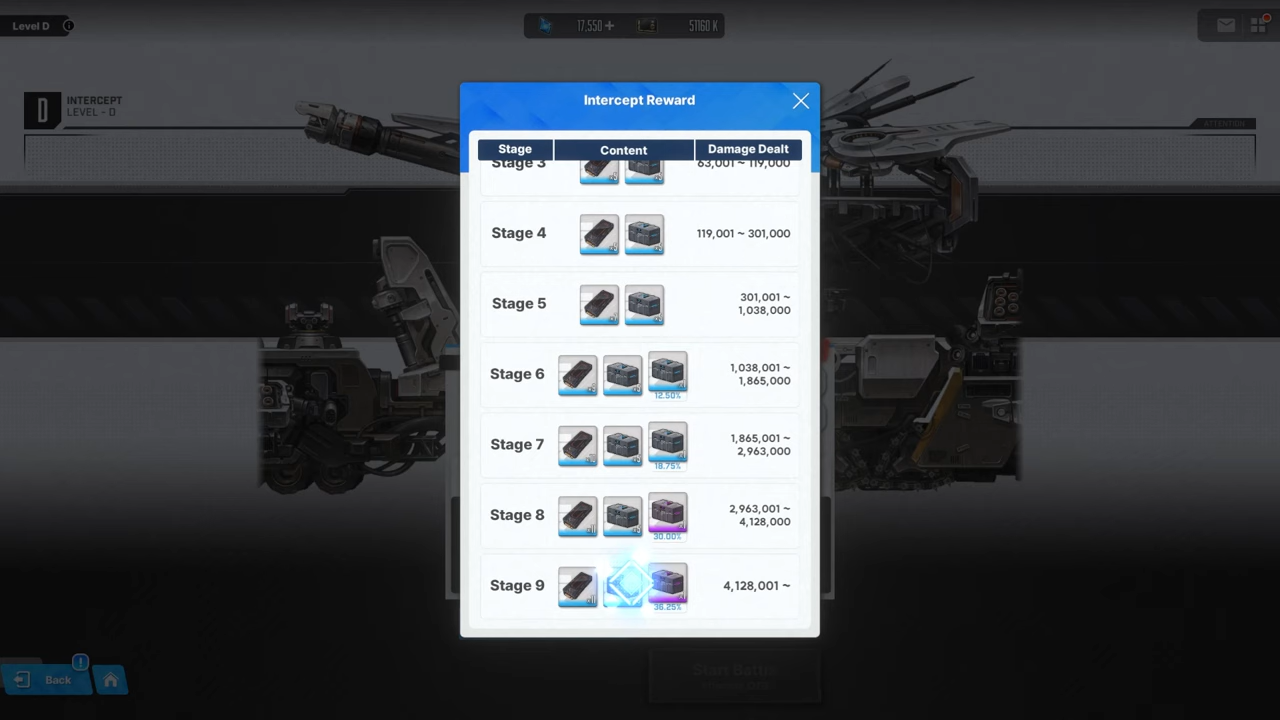 Level D
17,550
51160 K
D
INTERCEPT
LEVEL - D
ATTENTION
Intercept Reward
Stage
Content
Damage Dealt
Stage 3
63,001 ~ 119,000
Stage 4
119,001 ~ 301,000
Stage 5
301,001 ~
1,038,000
Stage 6
12.50%
1,038,001 ~
1,865,000
Stage 7
18.75%
1,865,001 ~
2,963,000
Stage 8
30.00%
2,963,001 ~
4,128,000
Stage 9
36.25%
4,128,001 ~
Back
Start Battle